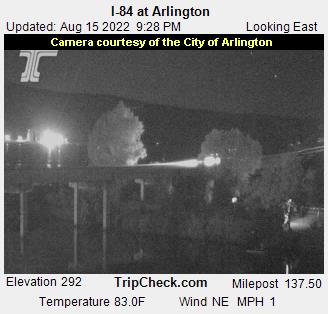 I-84 at Arlington
Updated: Aug 15 2022 9:28 PM Looking East
Camera courtesy of the City of Arlington
Elevation 292 TripCheck.com Milepost 137.50
Temperature 83.0F Wind NE MPH 1